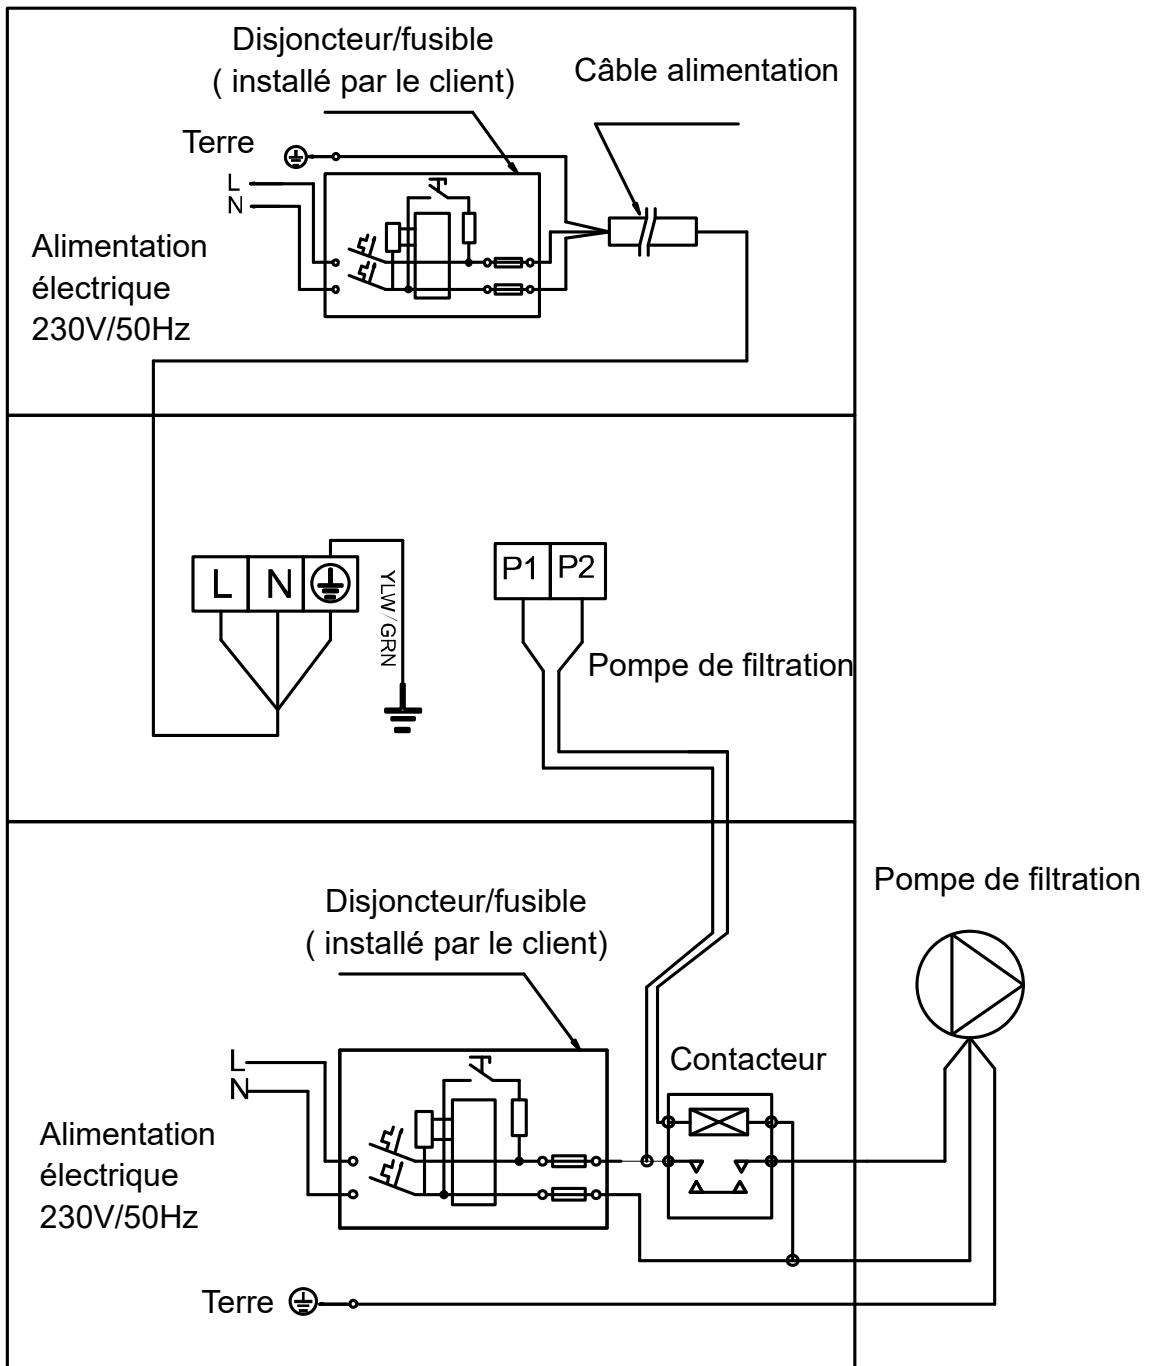 Disjoncteur/fusible
( installé par le client)
Câble alimentation
Terre
L
N
Alimentation
électrique
230V/50Hz
L N
YLW/GRN
P1 P2
Pompe de filtration
Pompe de filtration
Disjoncteur/fusible
( installé par le client)
L
N
Contacteur
Alimentation
électrique
230V/50Hz
Terre